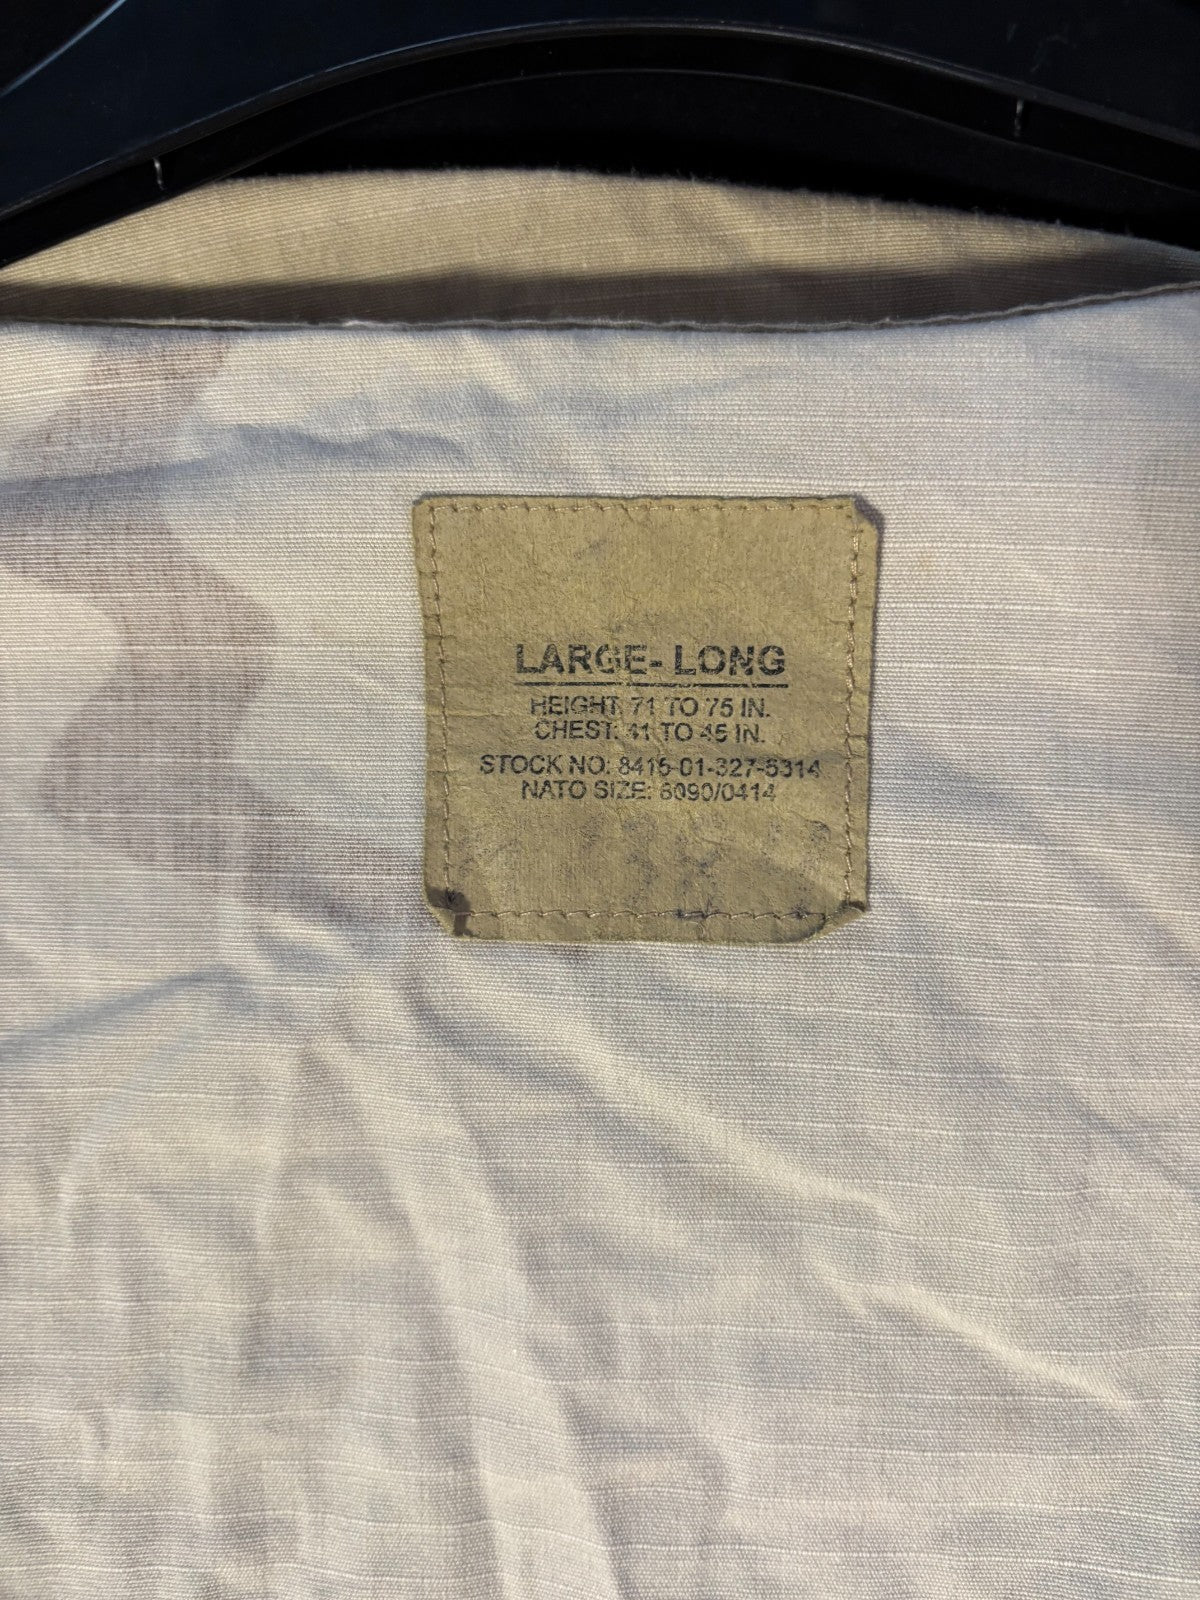 LARGE- LONG
HEIGHT: 71 TO 75 IN.
CHEST: 41 TO 45 IN.
STOCK NO: 8415-01-327-5314
NATO SIZE: 8090/0414